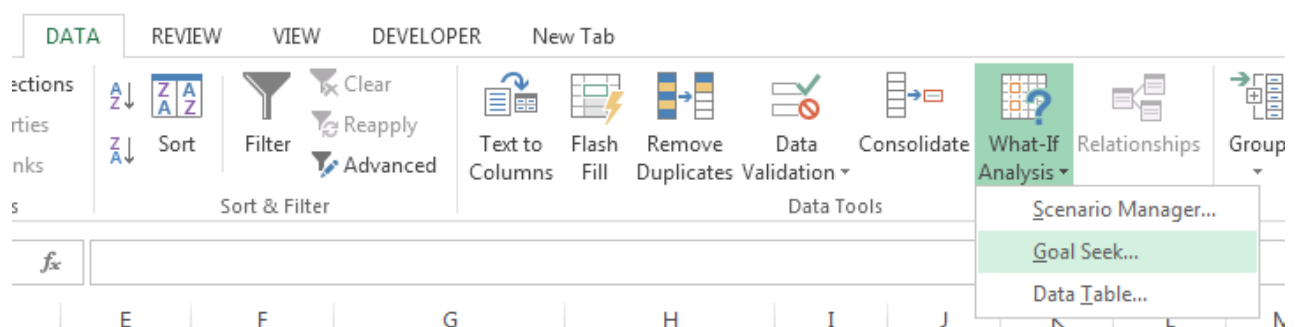 DATA REVIEW VIEW DEVELOPER New Tab
ections
rties
nks
s
A
Z
Z
A
Z A
A Z
Sort
Filter
Clear
Reapply
Advanced
Sort & Filter
Text to
Columns
Flash
Fill
Remove
Duplicates
Data
Validation
Consolidate
What-If
Analysis
Relationships
Group
Data Tools
Scenario Manager...
Goal Seek...
Data Table...
fx
E F G H I J